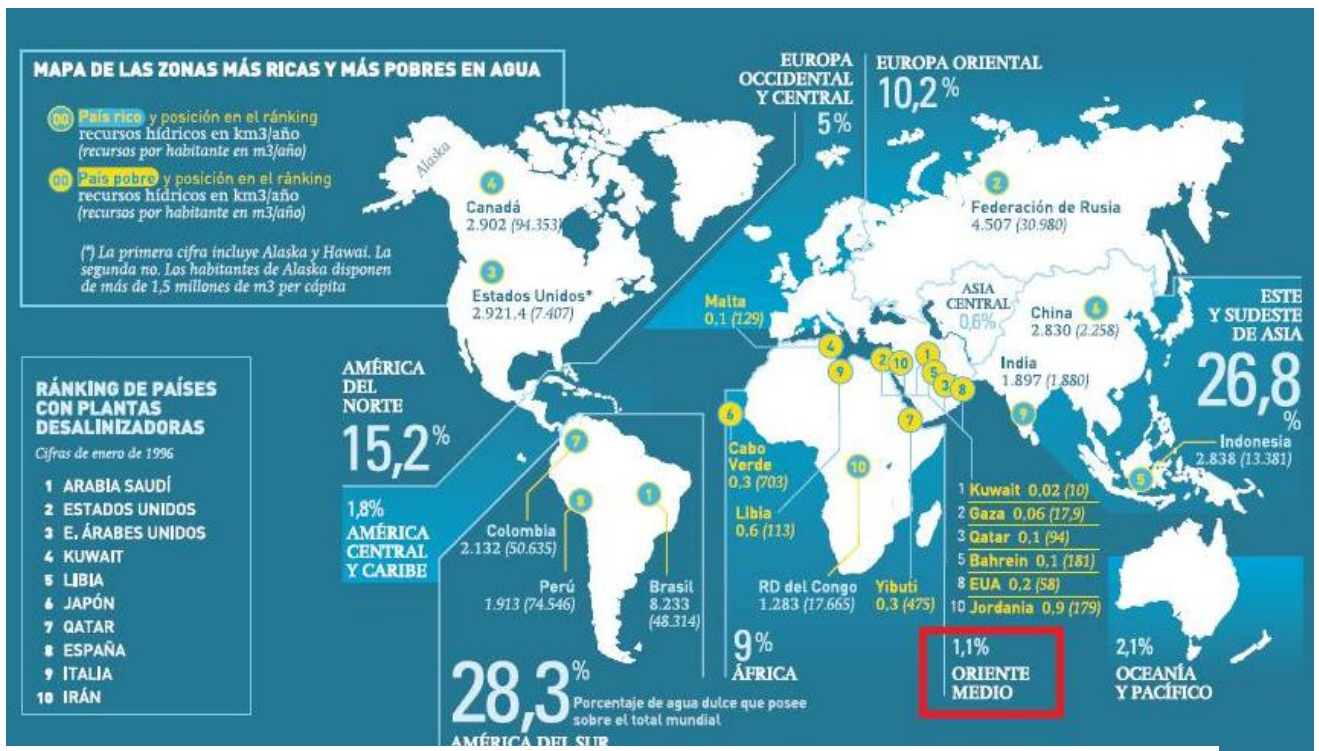 MAPA DE LAS ZONAS MÁS RICAS Y MÁS POBRES EN AGUA
00 País rico y posición en el ránking
recursos hídricos en km3/año
(recursos por habitante en m3/año)
00 País pobre y posición en el ránking
recursos hídricos en km3/año
(recursos por habitante en m3/año)
(*) La primera cifra incluye Alaska y Hawai. La
segunda no. Los habitantes de Alaska disponen
de más de 1,5 millones de m3 per cápita
RÁNKING DE PAÍSES
CON PLANTAS
DESALINIZADORAS
Cifras de enero de 1996
1 ARABIA SAUDÍ
2 ESTADOS UNIDOS
3 E. ÁRABES UNIDOS
4 KUWAIT
5 LIBIA
6 JAPÓN
7 QATAR
8 ESPAÑA
9 ITALIA
10 IRÁN
Alaska
4
Canadá
2.902 (94.353)
3
Estados Unidos*
2.921,4 (7.407)
AMÉRICA
DEL
NORTE
15,2%
1,8%
AMÉRICA
CENTRAL
Y CARIBE
7
Colombia
2.132 (50.635)
8
Perú
1.913 (74.546)
1
Brasil
8.233
(48.314)
28,3%
Porcentaje de agua dulce que posee
sobre el total mundial
AMÉRICA DEL SUR
EUROPA
OCCIDENTAL
Y CENTRAL
5%
EUROPA ORIENTAL
10,2%
2
Federación de Rusia
4.507 (30.980)
ASIA
CENTRAL
0,6%
China 6
2.830 (2.258)
India
1.897 (1.880)
9
ESTE
Y SUDESTE
DE ASIA
26,8
%
Indonesia
2.838 (13.381)
5
Malta
0,1 (129)
4
9
2
10
1
5
3
8
7
6
Cabo
Verde
0,3 (703)
Libia
0,6 (113)
10
RD del Congo
1.283 (17.665)
Yibuti
0,3 (475)
1 Kuwait 0,02 (10)
2 Gaza 0,06 (17,9)
3 Qatar 0,1 (94)
5 Bahrein 0,1 (181)
8 EUA 0,2 (58)
10 Jordania 0,9 (179)
9%
ÁFRICA
1,1%
ORIENTE
MEDIO
2,1%
OCEANÍA
Y PACÍFICO